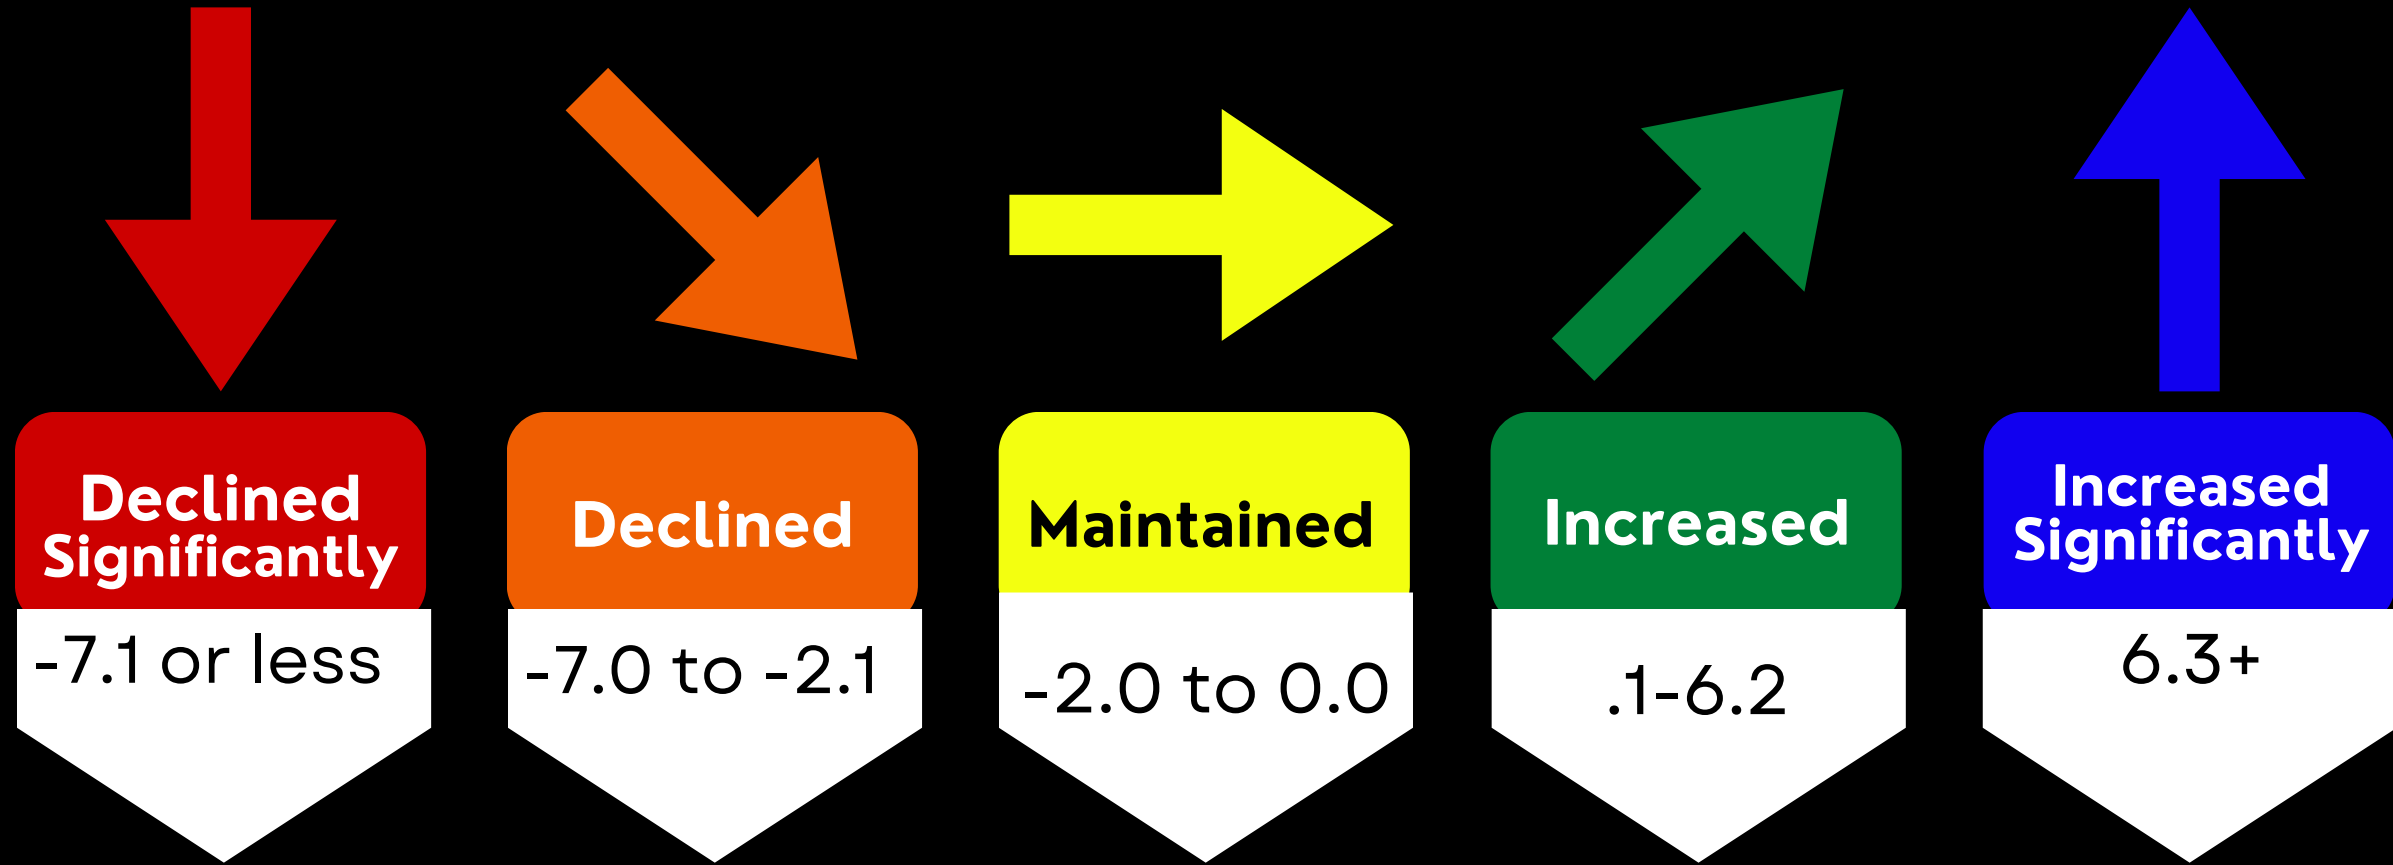 Declined
Significantly
-7.1 or less
Declined
-7.0 to -2.1
Maintained
-2.0 to 0.0
Increased
.1-6.2
Increased
Significantly
6.3+